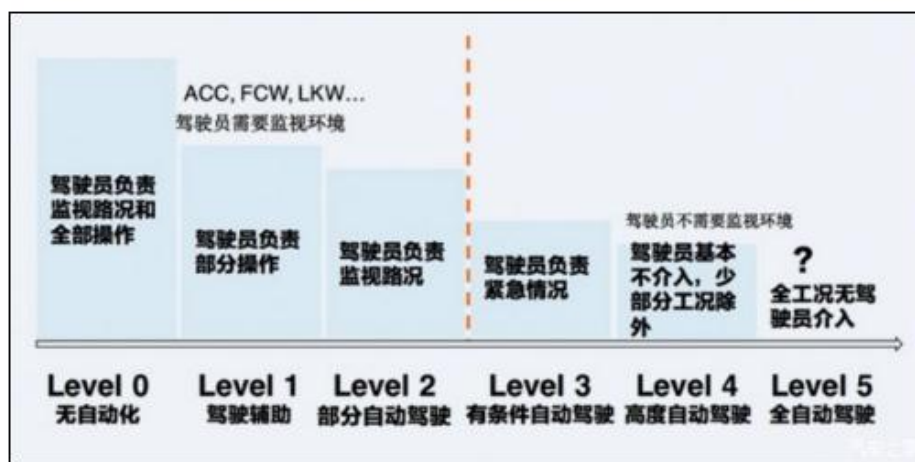 ACC, FCW, LKW...
驾驶员需要监视环境
驾驶员负责
监视路况和
全部操作
驾驶员负责
部分操作
驾驶员负责
监视路况
驾驶员负责
紧急情况
驾驶员不需要监视环境
驾驶员基本
不介入，少
部分工况除
外
?
全工况无驾
驶员介入
Level 0
无自动化
Level 1
驾驶辅助
Level 2
部分自动驾驶
Level 3
有条件自动驾驶
Level 4
高度自动驾驶
Level 5
全自动驾驶